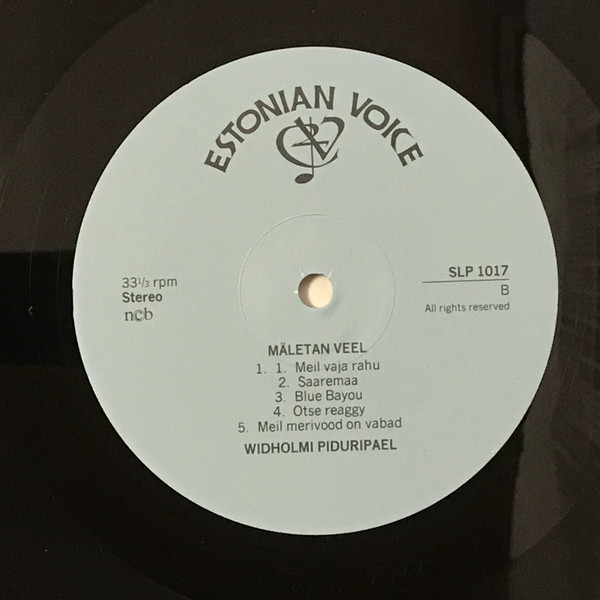 ESTONIAN VOICE
33⅓ rpm
Stereo
ncb
SLP 1017
B
All rights reserved
MÄLETAN VEEL
1. 1. Meil vaja rahu
2. Saaremaa
3. Blue Bayou
4. Otse reaggy
5. Meil merivood on vabad
WIDHOLMI PIDURIPAEL